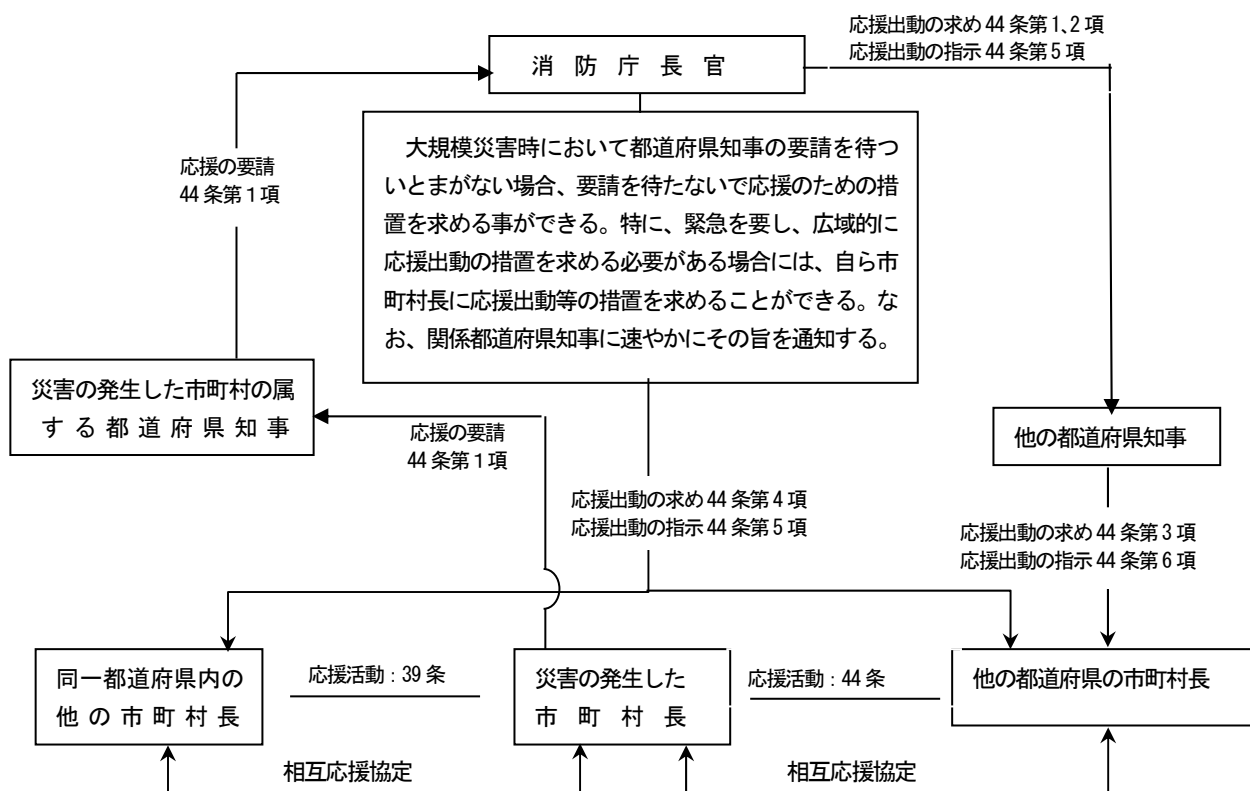 応援出動の求め 44 条第 1、2 項
応援出動の指示 44 条第 5 項
消防庁長官
応援の要請
44 条第 1 項
大規模災害時において都道府県知事の要請を待つ
いとまがない場合、要請を待たないで応援のための措
置を求める事ができる。特に、緊急を要し、広域的に
応援出動の措置を求める必要がある場合には、自ら市
町村長に応援出動等の措置を求めることができる。な
お、関係都道府県知事に速やかにその旨を通知する。
災害の発生した市町村の属
する都道府県知事
応援の要請
44 条第 1 項
他の都道府県知事
応援出動の求め 44 条第 4 項
応援出動の指示 44 条第 5 項
応援出動の求め 44 条第 3 項
応援出動の指示 44 条第 6 項
同一都道府県内の
他の市町村長
応援活動：39 条
災害の発生した
市町村長
応援活動：44 条
他の都道府県の市町村長
相互応援協定
相互応援協定